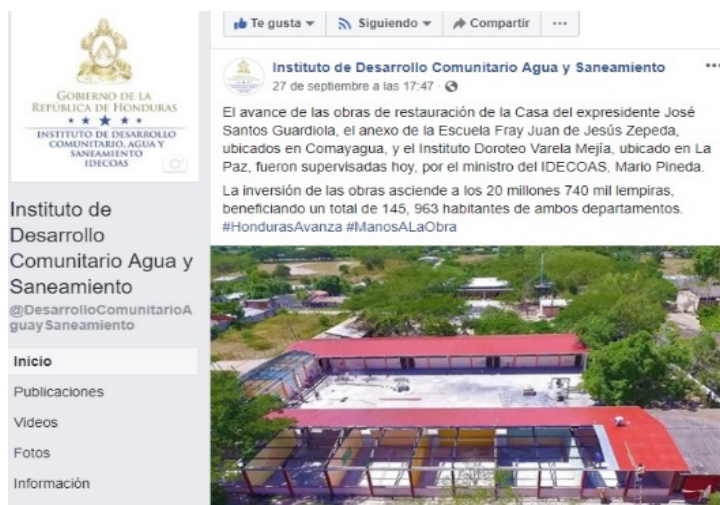 Te gusta
Siguiendo
Compartir
GOBIERNO DE LA
REPÚBLICA DE HONDURAS
INSTITUTO DE DESARROLLO
COMUNITARIO, AGUA Y
SANEAMIENTO
IDECOAS
Instituto de
Desarrollo
Comunitario Agua y
Saneamiento
@DesarrolloComunitarioA
guaySaneamiento
Inicio
Publicaciones
Videos
Fotos
Información
Instituto de Desarrollo Comunitario Agua y Saneamiento
27 de septiembre a las 17:47 ·
El avance de las obras de restauración de la Casa del expresidente José
Santos Guardiola, el anexo de la Escuela Fray Juan de Jesús Zepeda,
ubicados en Comayagua, y el Instituto Doroteo Varela Mejía, ubicado en La
Paz, fueron supervisadas hoy, por el ministro del IDECOAS, Mario Pineda.
La inversión de las obras asciende a los 20 millones 740 mil lempiras,
beneficiando un total de 145, 963 habitantes de ambos departamentos.
#HondurasAvanza #ManosALaObra